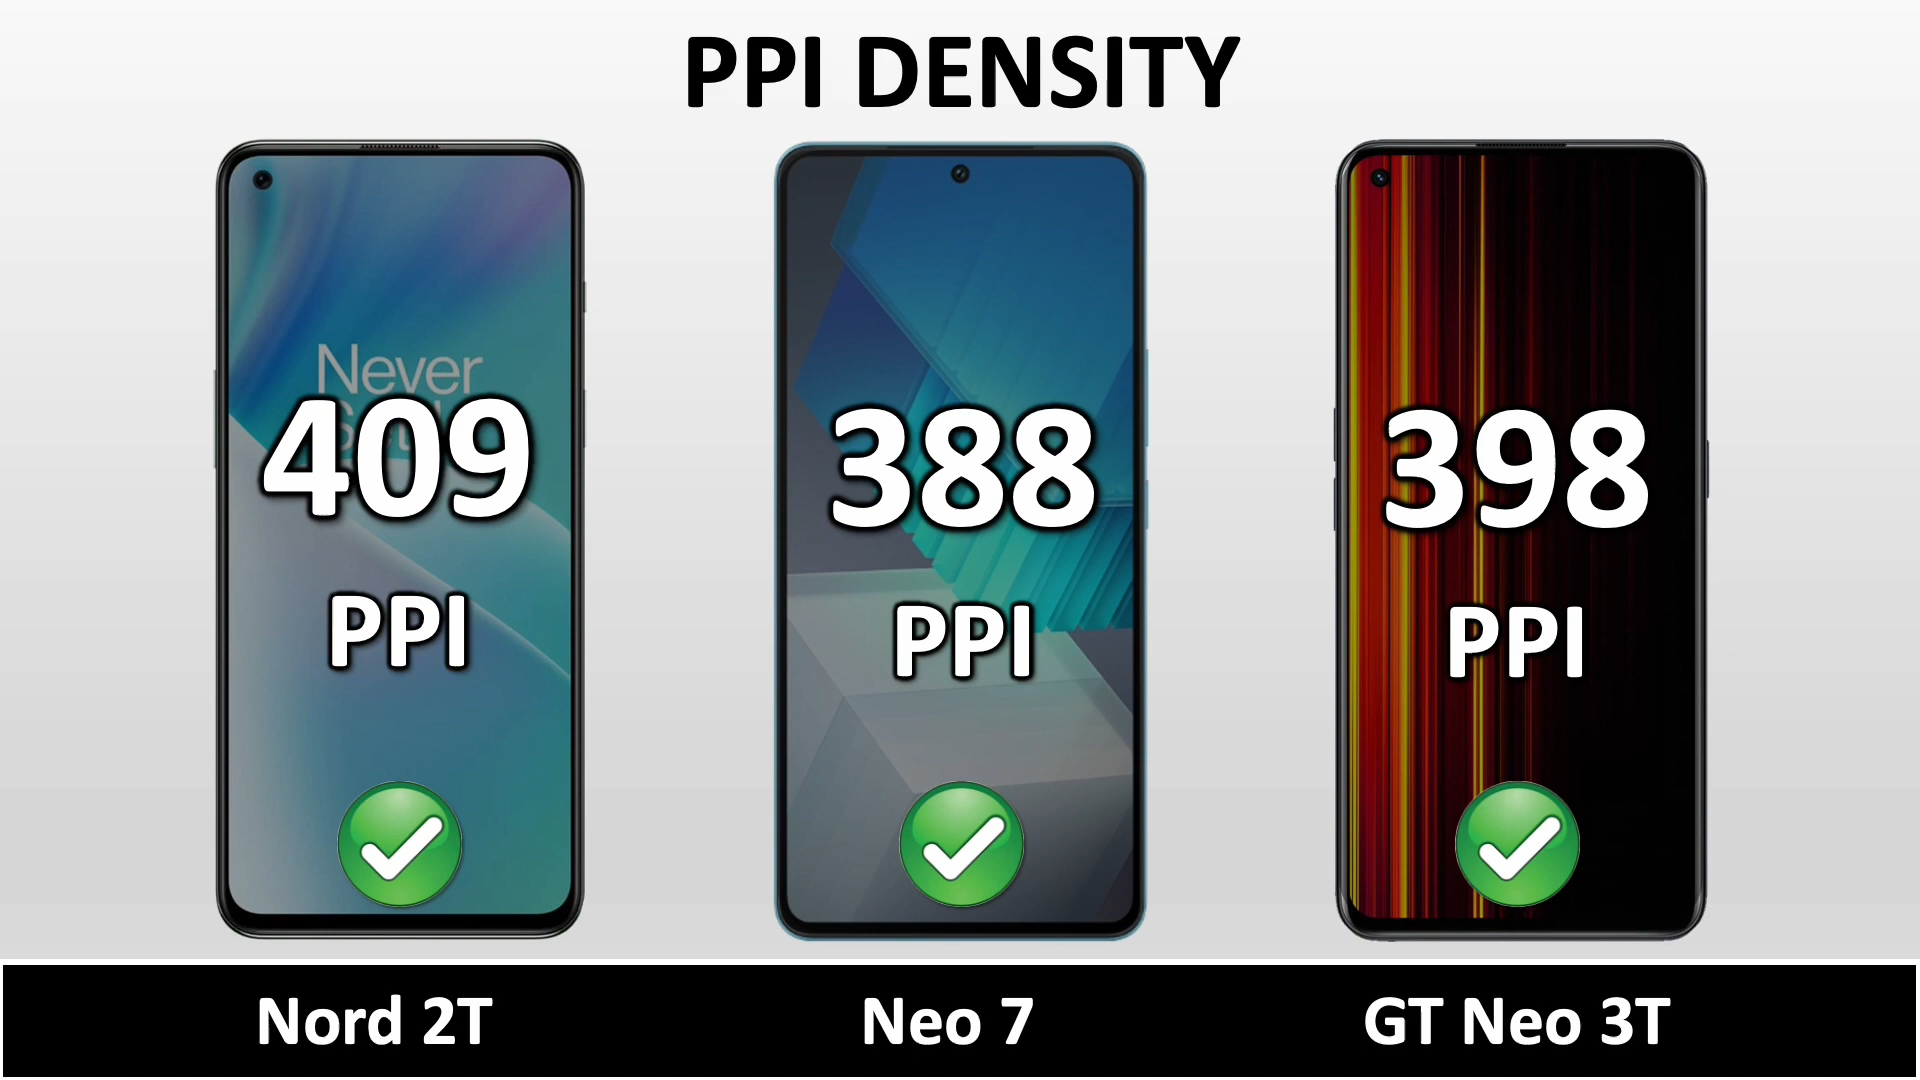 PPI DENSITY
Never
409
PPI
388
PPI
398
PPI
Nord 2T
Neo 7
GT Neo 3T